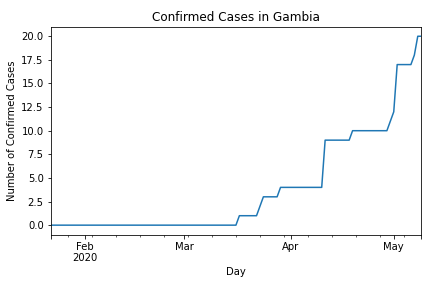 Confirmed Cases in Gambia
Number of Confirmed Cases
20.0
17.5
15.0
12.5
10.0
7.5
5.0
2.5
0.0
Feb
2020
Mar
Apr
May
Day